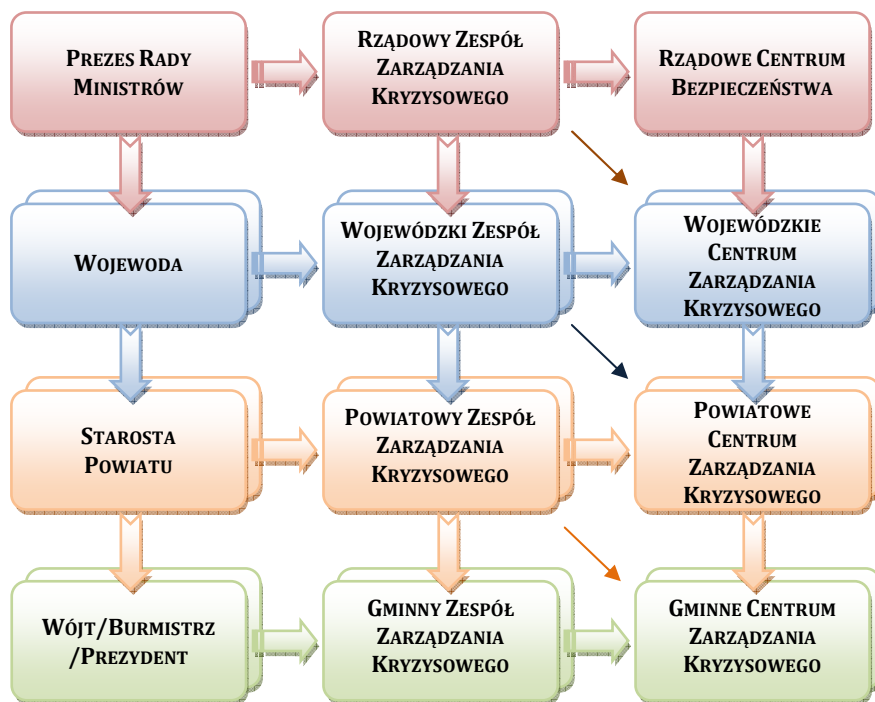 Prezes Rady
Ministrów
Rządowy Zespół
Zarządzania
Kryzysowego
Rządowe Centrum
Bezpieczeństwa
Wojewoda
Wojewódzki Zespół
Zarządzania
Kryzysowego
Wojewódzkie
Centrum
Zarządzania
Kryzysowego
Starosta
Powiatu
Powiatowy Zespół
Zarządzania
Kryzysowego
Powiatowe
Centrum
Zarządzania
Kryzysowego
Wójt/Burmistrz
/Prezydent
Gminny Zespół
Zarządzania
Kryzysowego
Gminne Centrum
Zarządzania
Kryzysowego